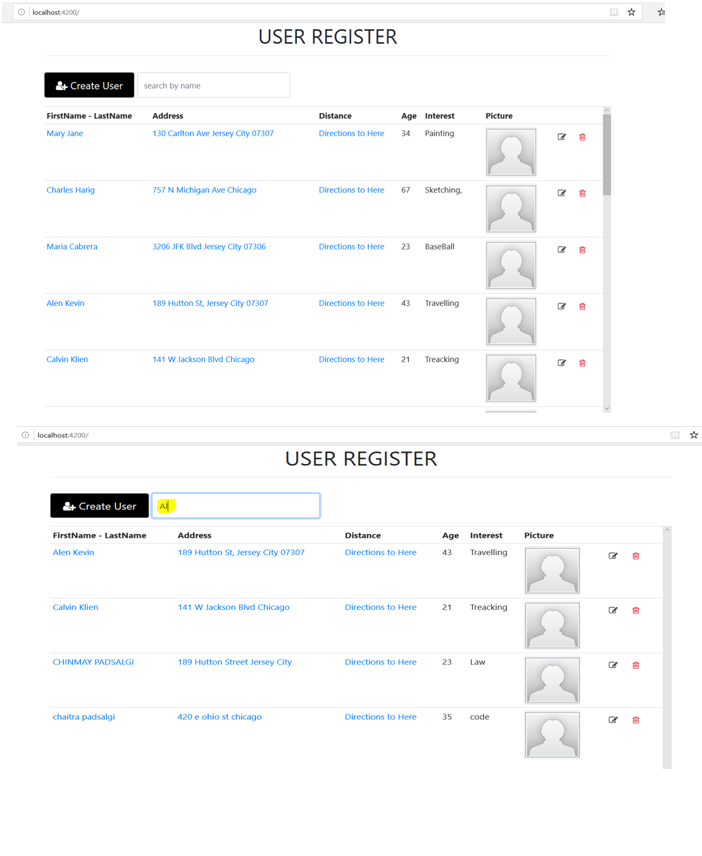 localhost:4200/
USER REGISTER
Create User search by name
FirstName - LastName Address Distance Age Interest Picture
Mary Jane 130 Carlton Ave Jersey City 07307 Directions to Here 34 Painting
Charles Harig 757 N Michigan Ave Chicago Directions to Here 67 Sketching,
Maria Cabrera 3206 JFK Blvd Jersey City 07306 Directions to Here 23 BaseBall
Alen Kevin 189 Hutton St, Jersey City 07307 Directions to Here 43 Travelling
Calvin Klien 141 W Jackson Blvd Chicago Directions to Here 21 Treacking
localhost:4200/
USER REGISTER
Create User Al
FirstName - LastName Address Distance Age Interest Picture
Alen Kevin 189 Hutton St, Jersey City 07307 Directions to Here 43 Travelling
Calvin Klien 141 W Jackson Blvd Chicago Directions to Here 21 Treacking
CHINMAY PADSALGI 189 Hutton Street Jersey City Directions to Here 23 Law
chaitra padsalgi 420 e ohio st chicago Directions to Here 35 code